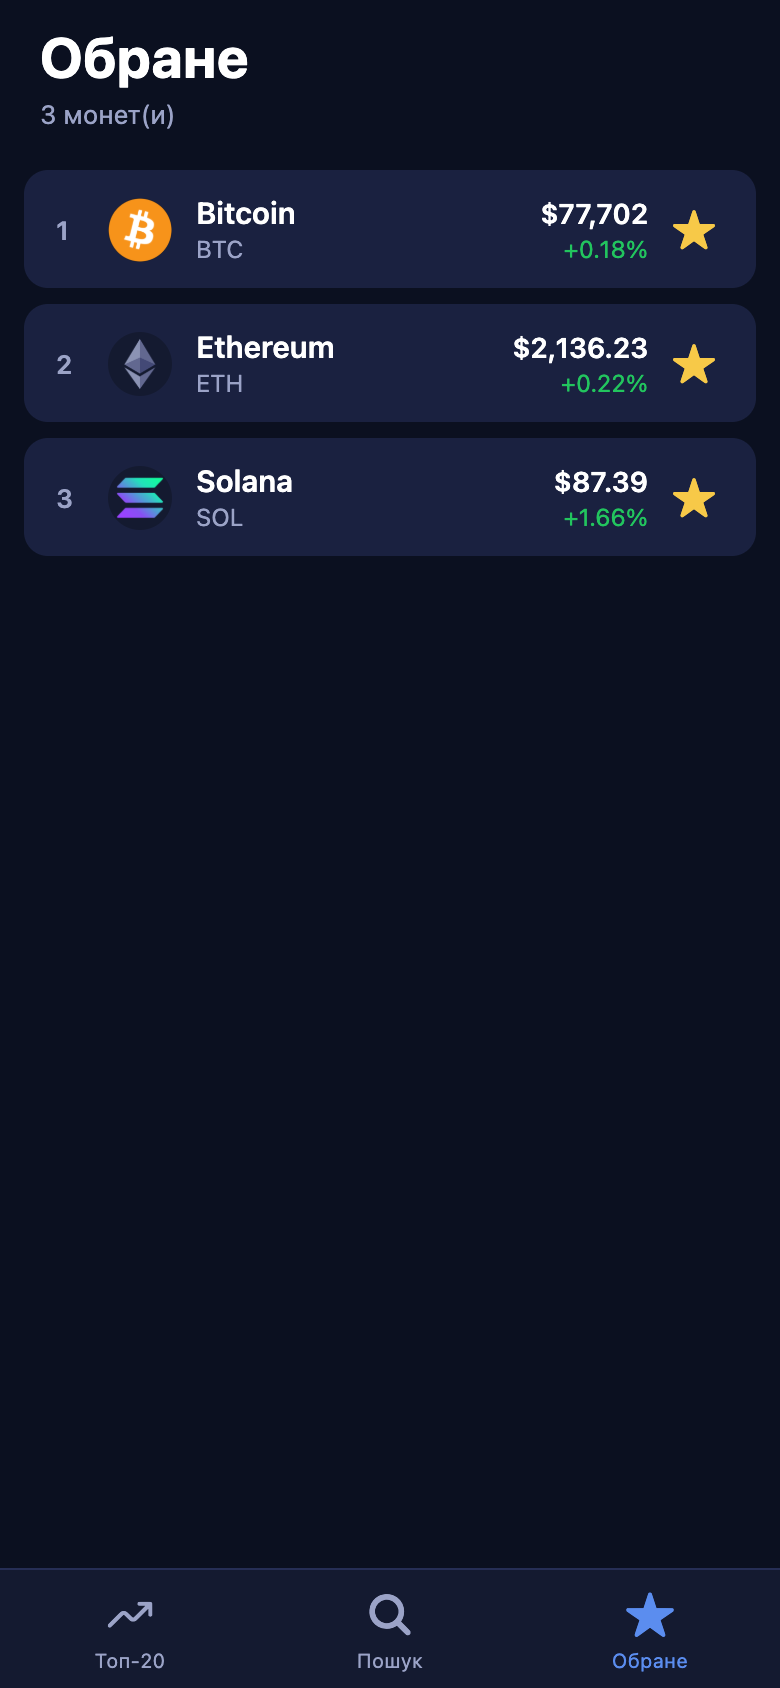 Обране
3 монет(и)
1
Bitcoin
$77,702
BTC
+0.18%
2
Ethereum
$2,136.23
ETH
+0.22%
3
Solana
$87.39
SOL
+1.66%
Топ-20
Пошук
Обране